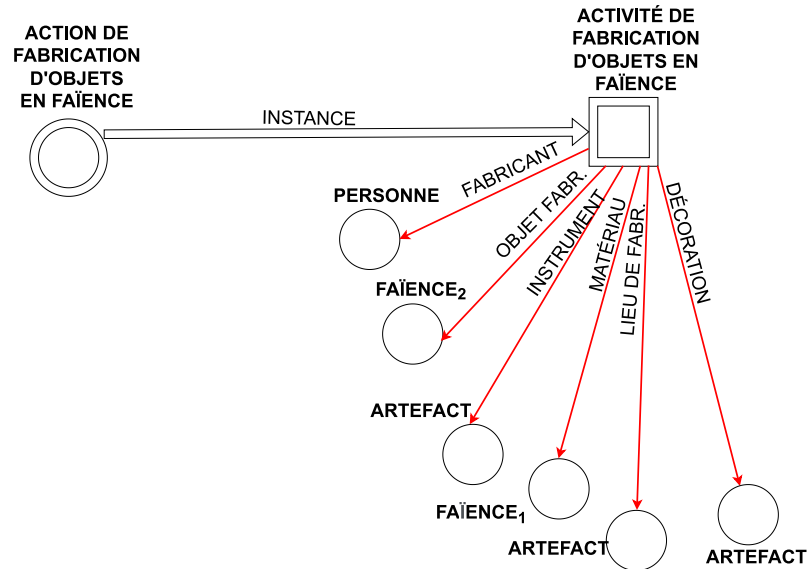 ACTION DE
FABRICATION
D'OBJETS
EN FAÏENCE
ACTIVITÉ DE
FABRICATION
D'OBJETS EN
FAÏENCE
INSTANCE
FABRICANT
OBJET FABR.
INSTRUMENT
MATÉRIAU
LIEU DE FABR.
DÉCORATION
PERSONNE
FAÏENCE₂
ARTEFACT
FAÏENCE₁
ARTEFACT
ARTEFACT